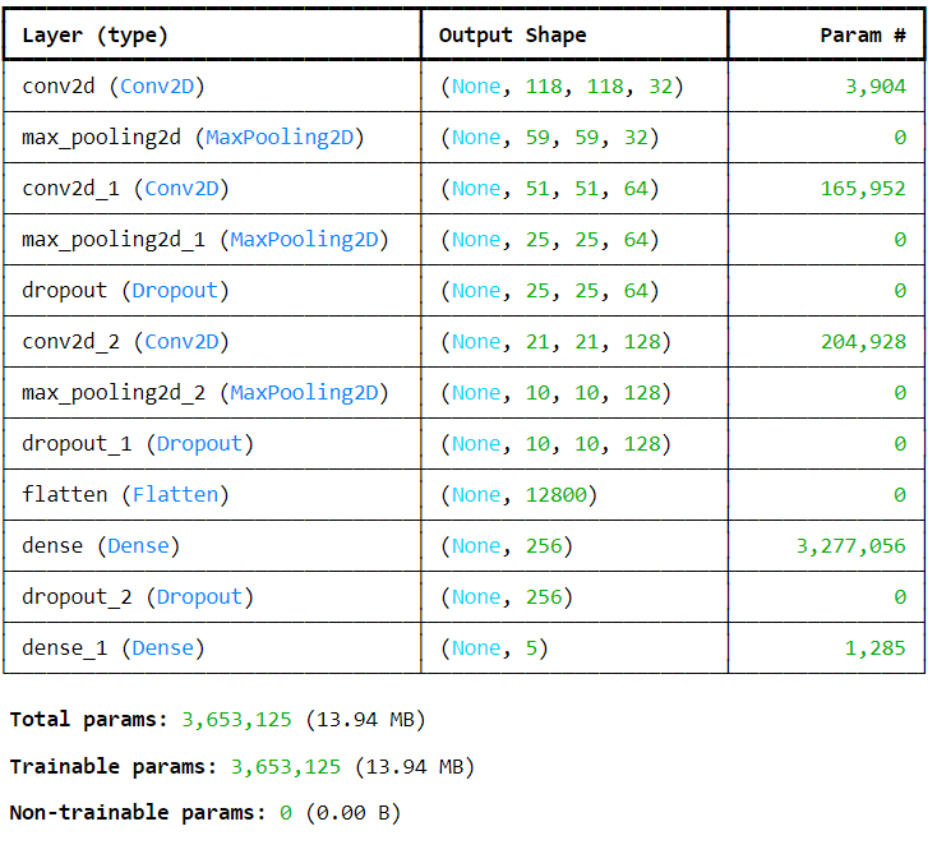 Layer (type) Output Shape Param #
conv2d (Conv2D) (None, 118, 118, 32) 3,904
max_pooling2d (MaxPooling2D) (None, 59, 59, 32) 0
conv2d_1 (Conv2D) (None, 51, 51, 64) 165,952
max_pooling2d_1 (MaxPooling2D) (None, 25, 25, 64) 0
dropout (Dropout) (None, 25, 25, 64) 0
conv2d_2 (Conv2D) (None, 21, 21, 128) 204,928
max_pooling2d_2 (MaxPooling2D) (None, 10, 10, 128) 0
dropout_1 (Dropout) (None, 10, 10, 128) 0
flatten (Flatten) (None, 12800) 0
dense (Dense) (None, 256) 3,277,056
dropout_2 (Dropout) (None, 256) 0
dense_1 (Dense) (None, 5) 1,285
Total params: 3,653,125 (13.94 MB)
Trainable params: 3,653,125 (13.94 MB)
Non-trainable params: 0 (0.00 B)